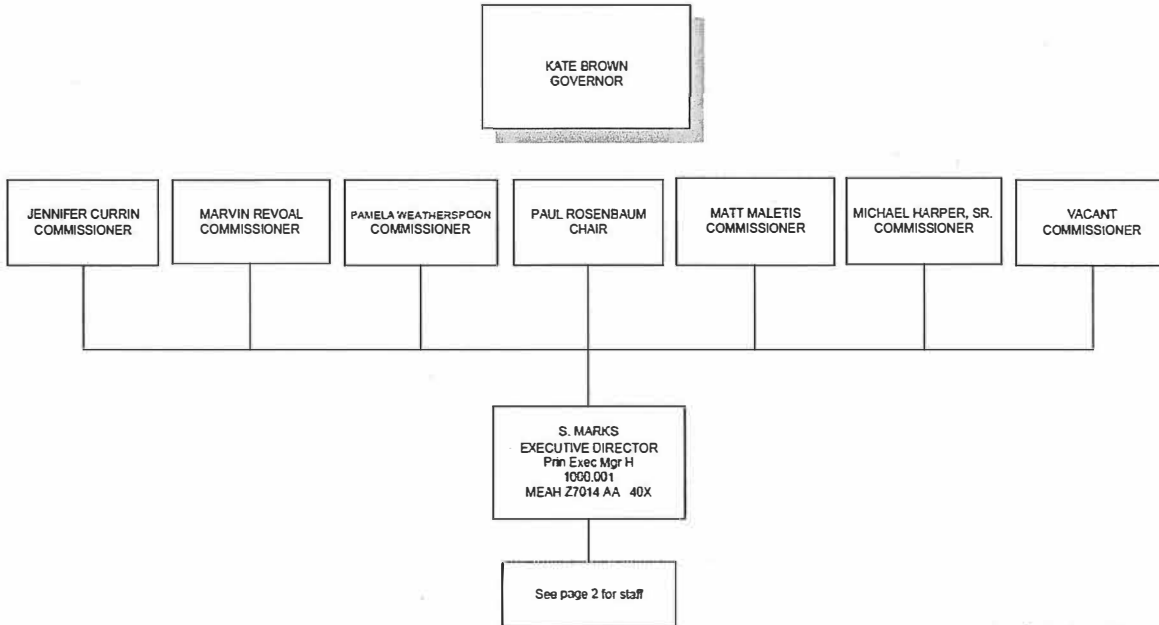 KATE BROWN
GOVERNOR
JENNIFER CURRIN
COMMISSIONER
MARVIN REVOAL
COMMISSIONER
PAMELA WEATHERSPOON
COMMISSIONER
PAUL ROSENBAUM
CHAIR
MATT MALETIS
COMMISSIONER
MICHAEL HARPER, SR.
COMMISSIONER
VACANT
COMMISSIONER
S. MARKS
EXECUTIVE DIRECTOR
Prin Exec Mgr H
1000.001
MEAH Z7014 AA 40X
See page 2 for staff